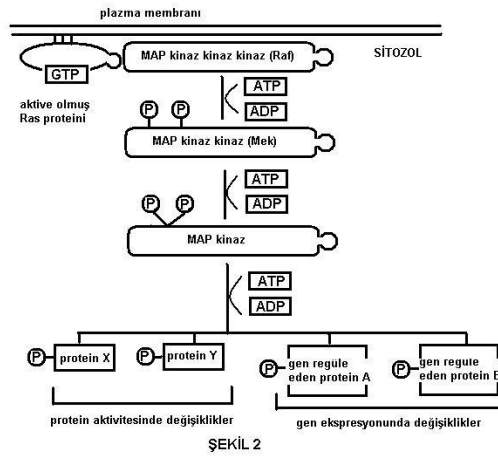 plazma membranı
MAP kinaz kinaz kinaz (Raf)
SİTOZOL
GTP
aktive olmuş
Ras proteini
ATP
ADP
P P
MAP kinaz kinaz (Mek)
ATP
ADP
P P
MAP kinaz
ATP
ADP
P protein X
P protein Y
P gen regüle
eden protein A
P gen regule
eden protein B
protein aktivitesinde değişiklikler
gen ekspresyonunda değişiklikler
ŞEKİL 2